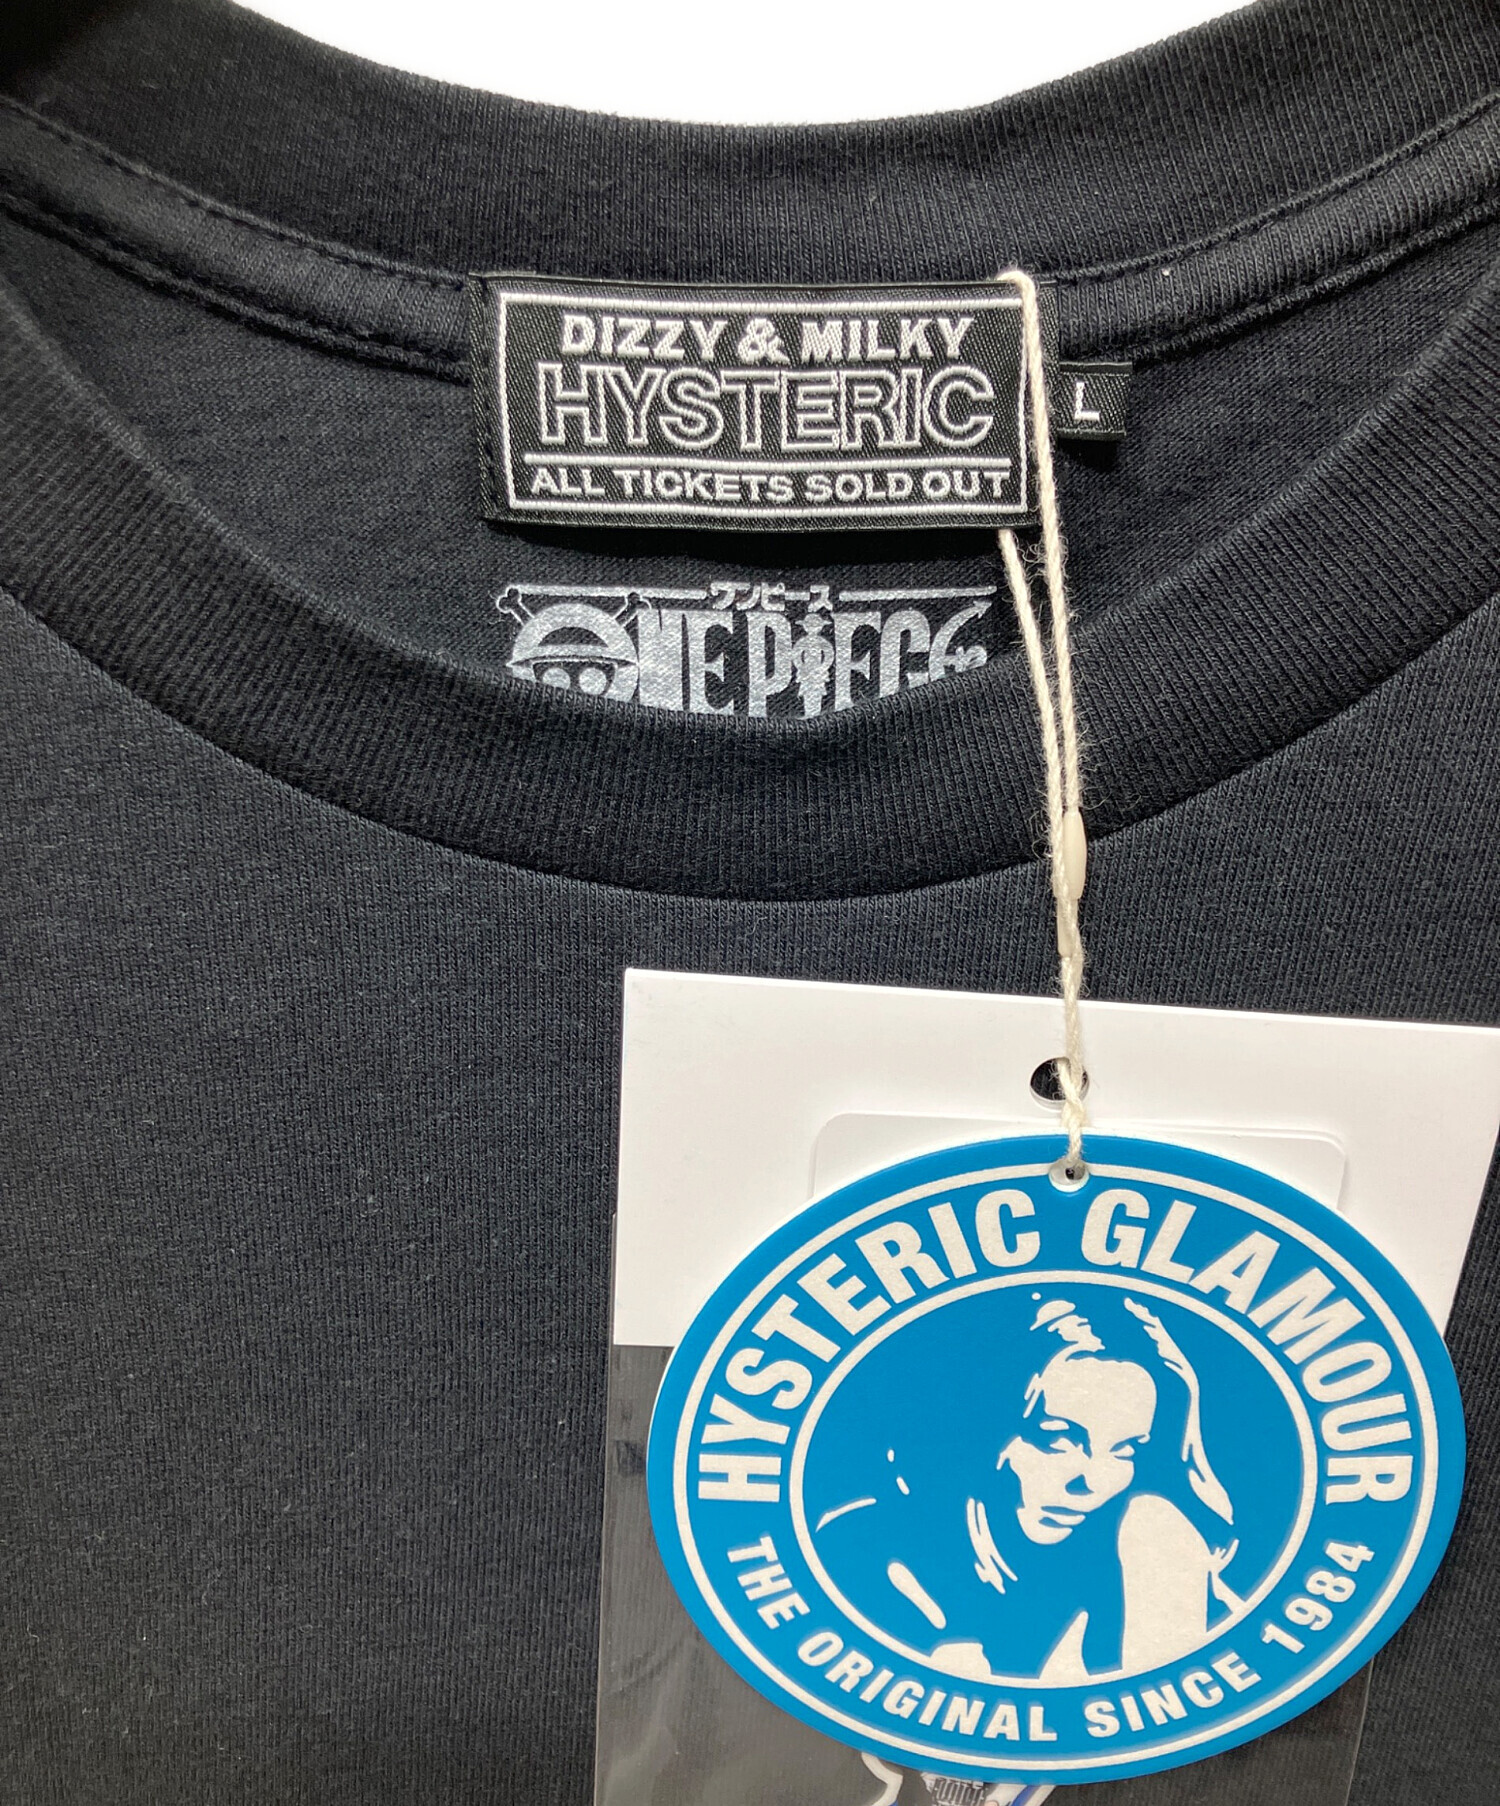 DIZZY & MILKY
HYSTERIC
ALL TICKETS SOLD OUT
L
ワンピース
ONE PIECE
HYSTERIC GLAMOUR
THE ORIGINAL SINCE 1984